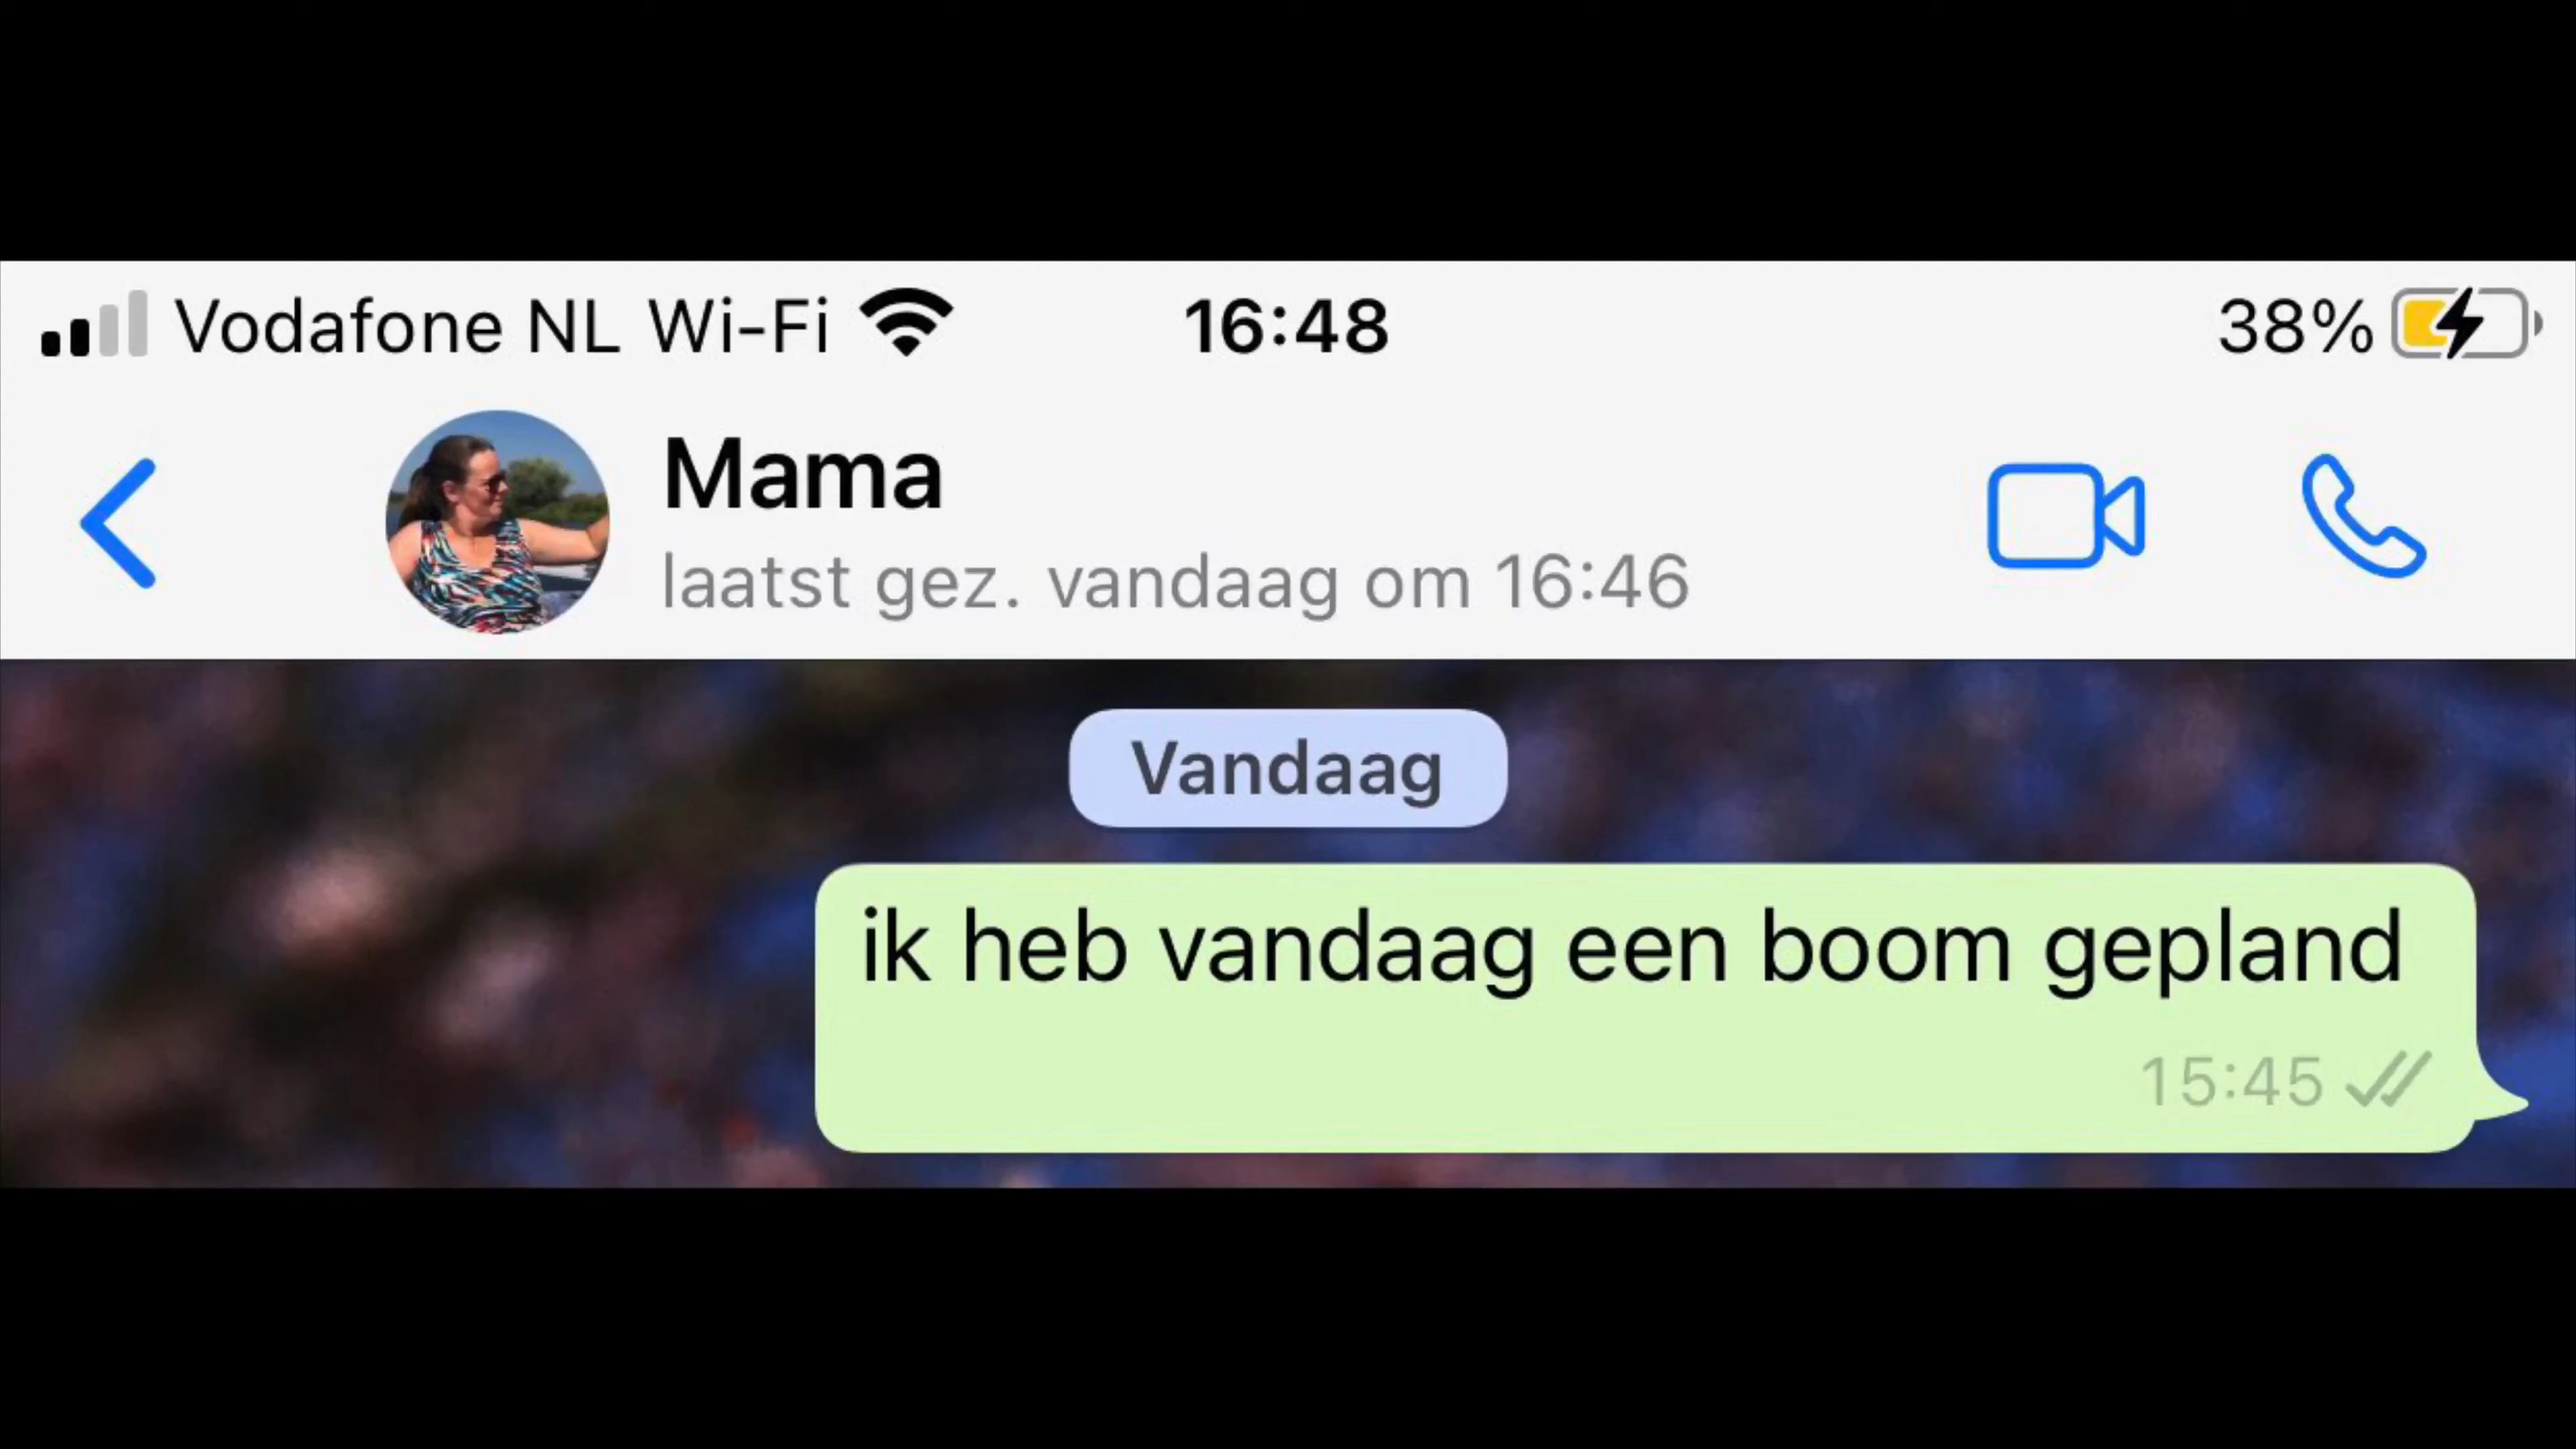 Vodafone NL Wi-Fi 16:48 38%
Mama
laatst gez. vandaag om 16:46
Vandaag
ik heb vandaag een boom gepland
15:45